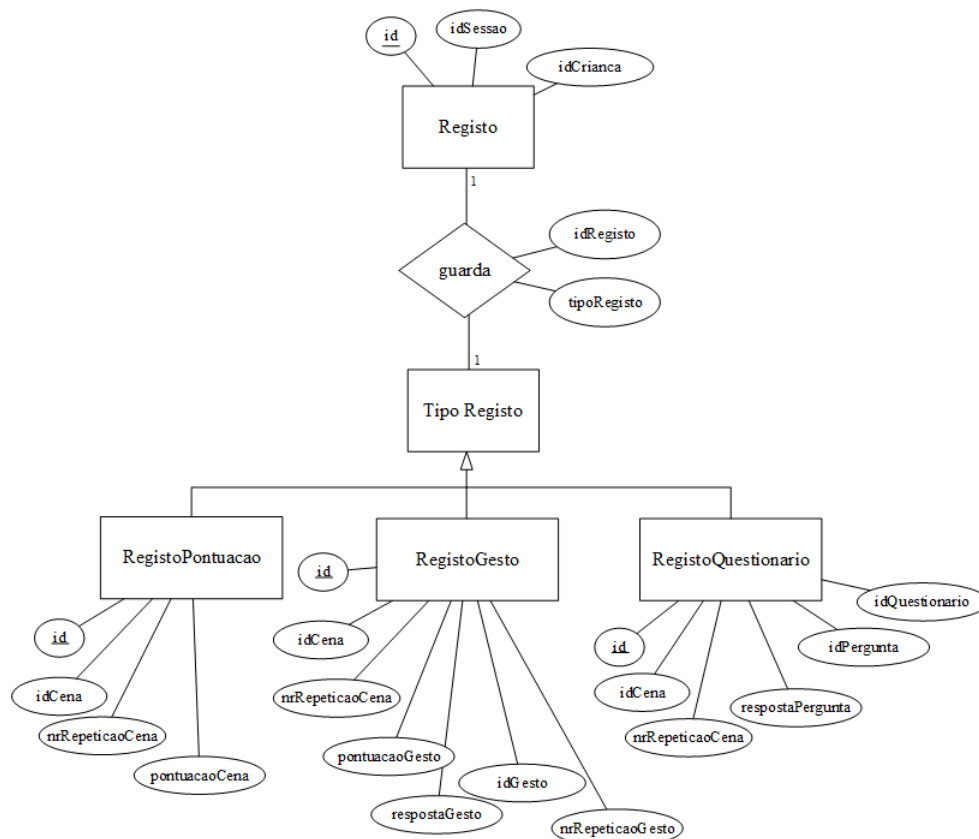 id
idSessao
idCrianca
Registo
1
idRegisto
guarda
tipoRegisto
1
Tipo Registo
RegistoPontuacao
RegistoGesto
RegistoQuestionario
id
idQuestionario
id
idCena
id
idPergunta
idCena
nrRepeticaoCena
idCena
respostaPergunta
nrRepeticaoCena
nrRepeticaoCena
pontuacaoGesto
pontuacaoCena
idGesto
respostaGesto
nrRepeticaoGesto